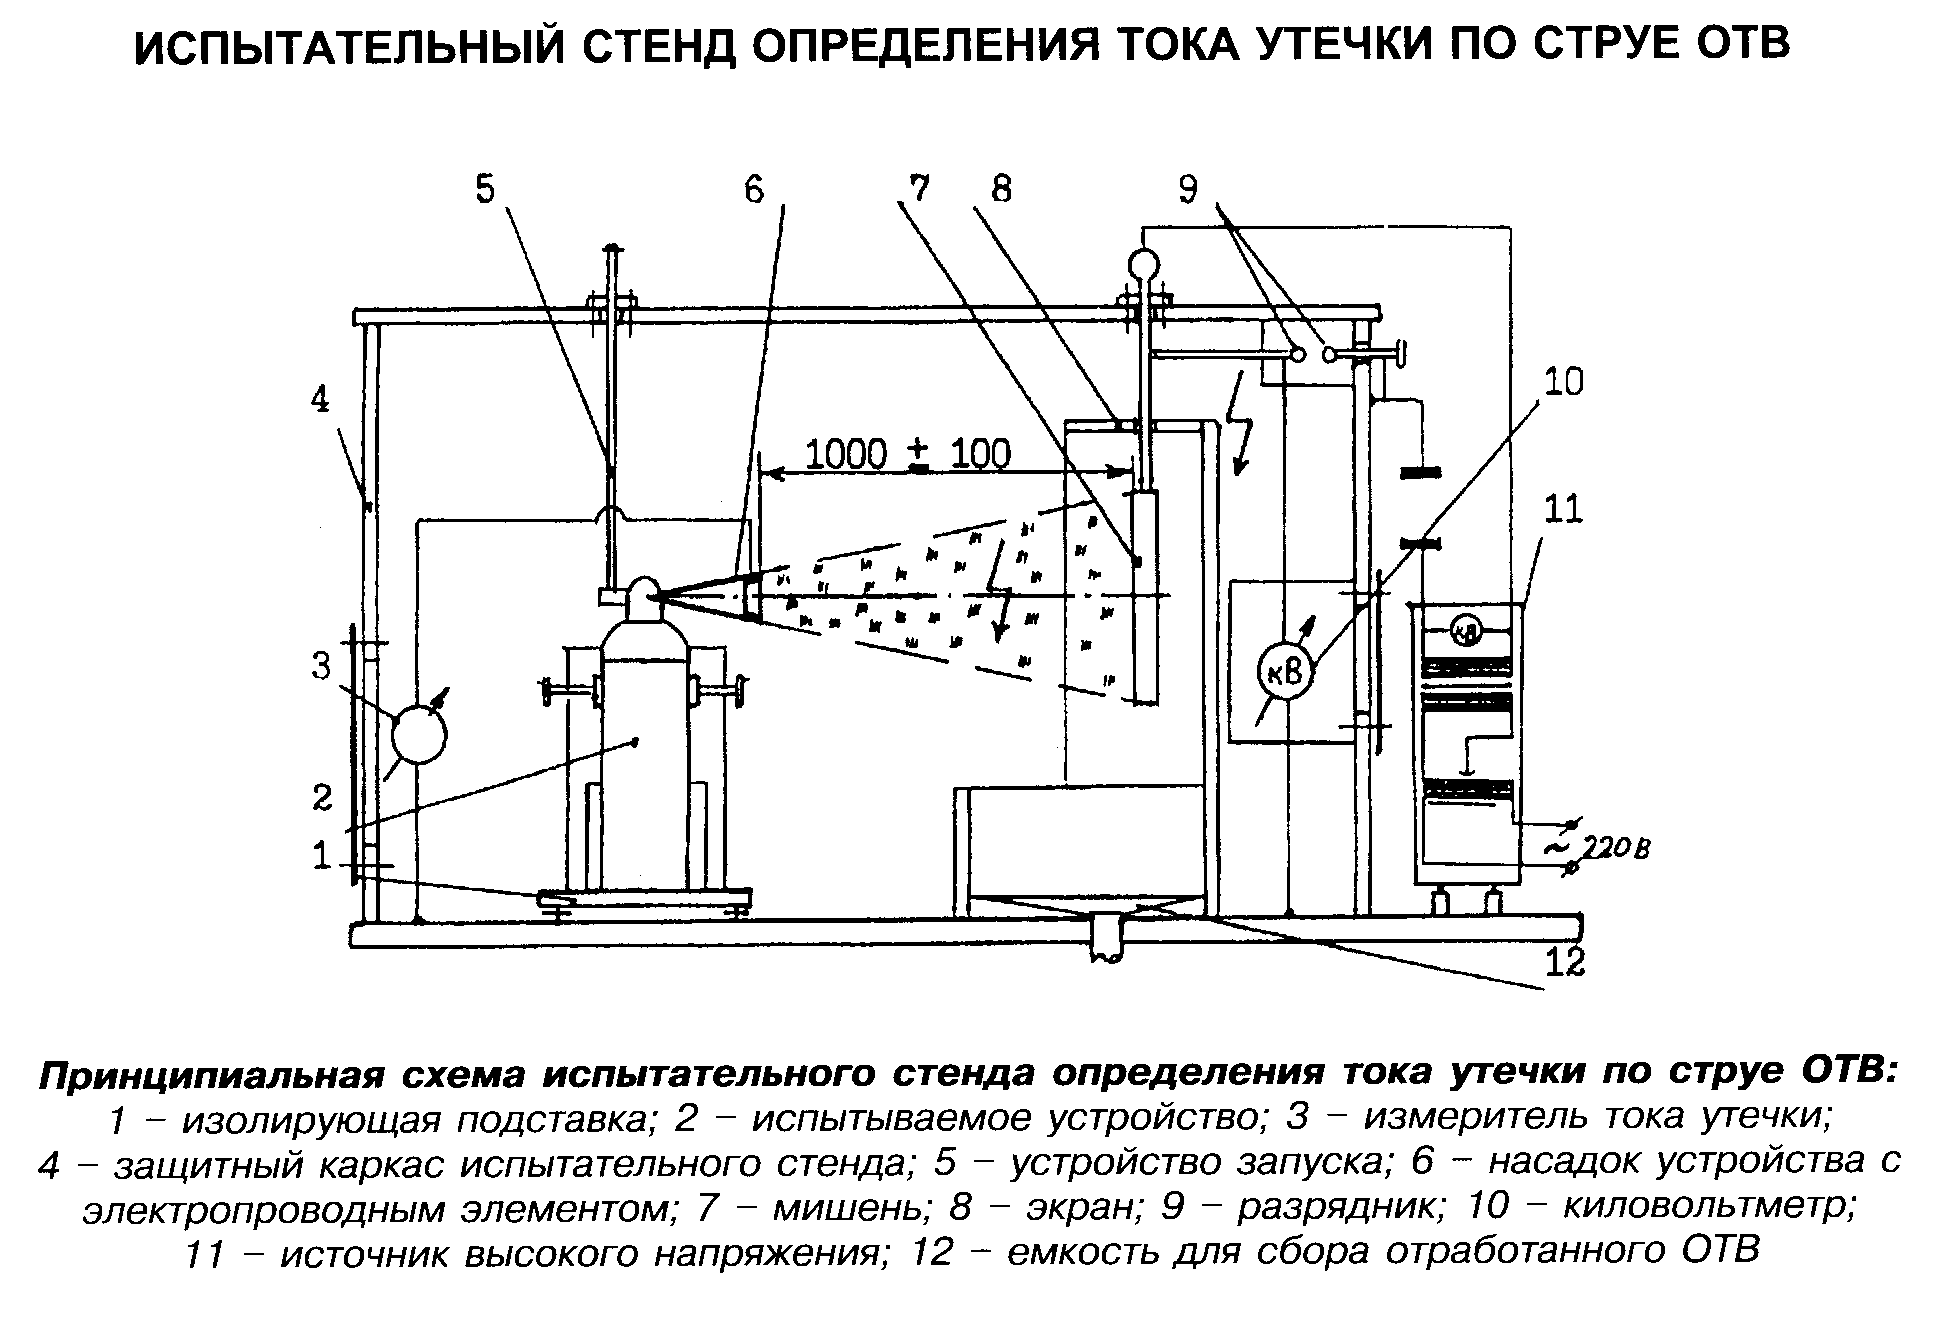 ИСПЫТАТЕЛЬНЫЙ СТЕНД ОПРЕДЕЛЕНИЯ ТОКА УТЕЧКИ ПО СТРУЕ ОТВ
5 6 7 8 9
4
10
1000 ± 100
11
кВ
3
кВ
2
1
~ 220 В
12
Принципиальная схема испытательного стенда определения тока утечки по струе ОТВ:
1 – изолирующая подставка; 2 – испытываемое устройство; 3 – измеритель тока утечки;
4 – защитный каркас испытательного стенда; 5 – устройство запуска; 6 – насадок устройства с
электропроводным элементом; 7 – мишень; 8 – экран; 9 – разрядник; 10 – киловольтметр;
11 – источник высокого напряжения; 12 – емкость для сбора отработанного ОТВ